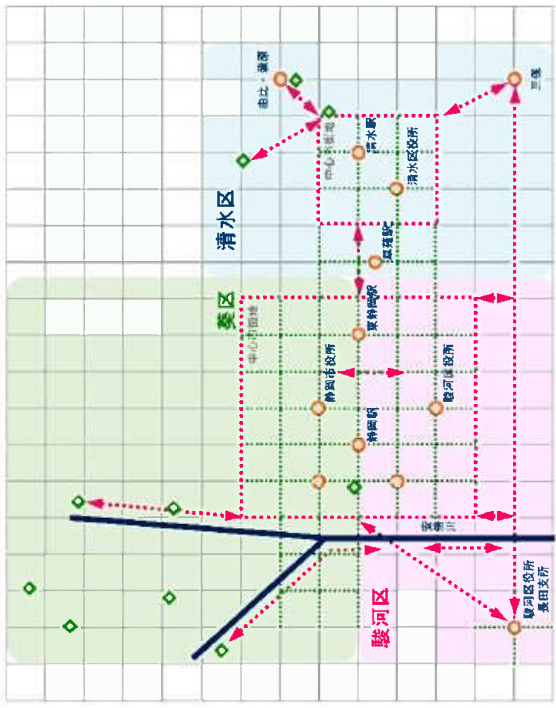 由比・蒲原
三保
中心市街地
清水駅
清水区役所
清水区
草薙駅
葵区
中心市街地
東静岡駅
静岡市役所
駿河区役所
静岡駅
安倍川
駿河区
駿河区役所
長田支所